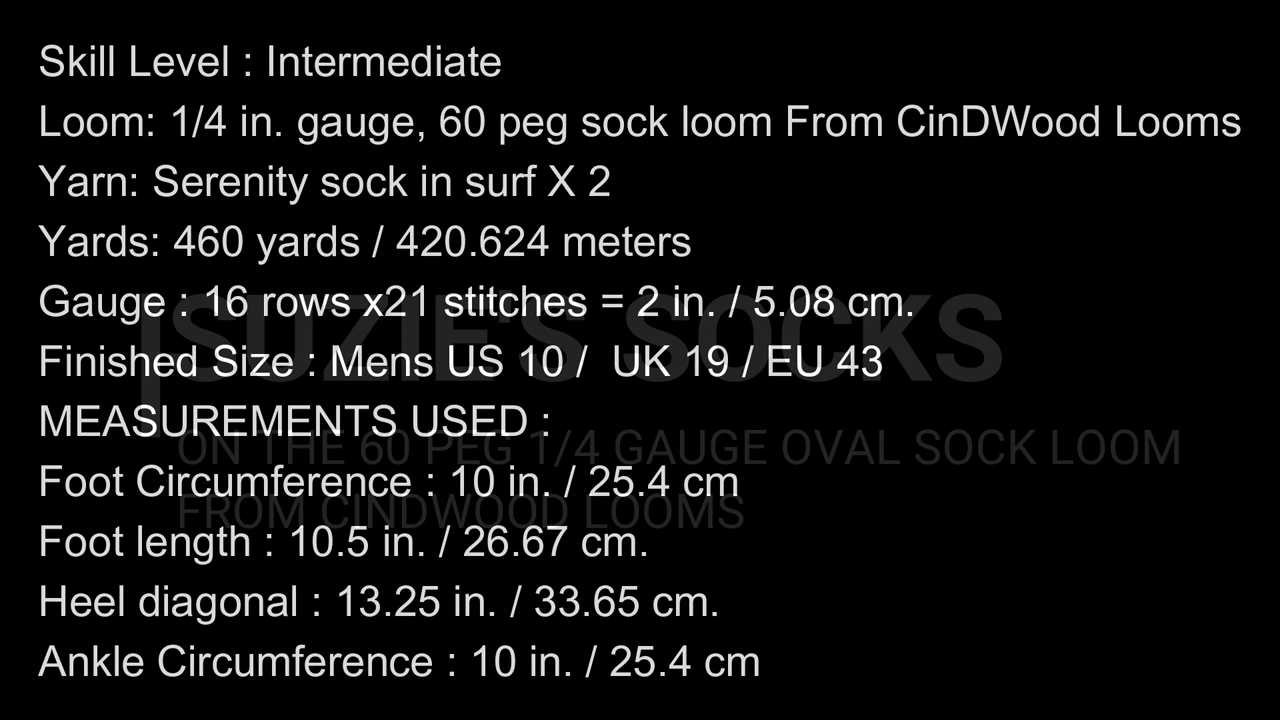 Skill Level : Intermediate
Loom: 1/4 in. gauge, 60 peg sock loom From CinDWood Looms
Yarn: Serenity sock in surf X 2
Yards: 460 yards / 420.624 meters
Gauge : 16 rows x21 stitches = 2 in. / 5.08 cm.
SUZIE'S SOCKS
Finished Size : Mens US 10 /  UK 19 / EU 43
MEASUREMENTS USED :
ON THE 60 PEG 1/4 GAUGE OVAL SOCK LOOM
Foot Circumference : 10 in. / 25.4 cm
FROM CINDWOOD LOOMS
Foot length : 10.5 in. / 26.67 cm.
Heel diagonal : 13.25 in. / 33.65 cm.
Ankle Circumference : 10 in. / 25.4 cm